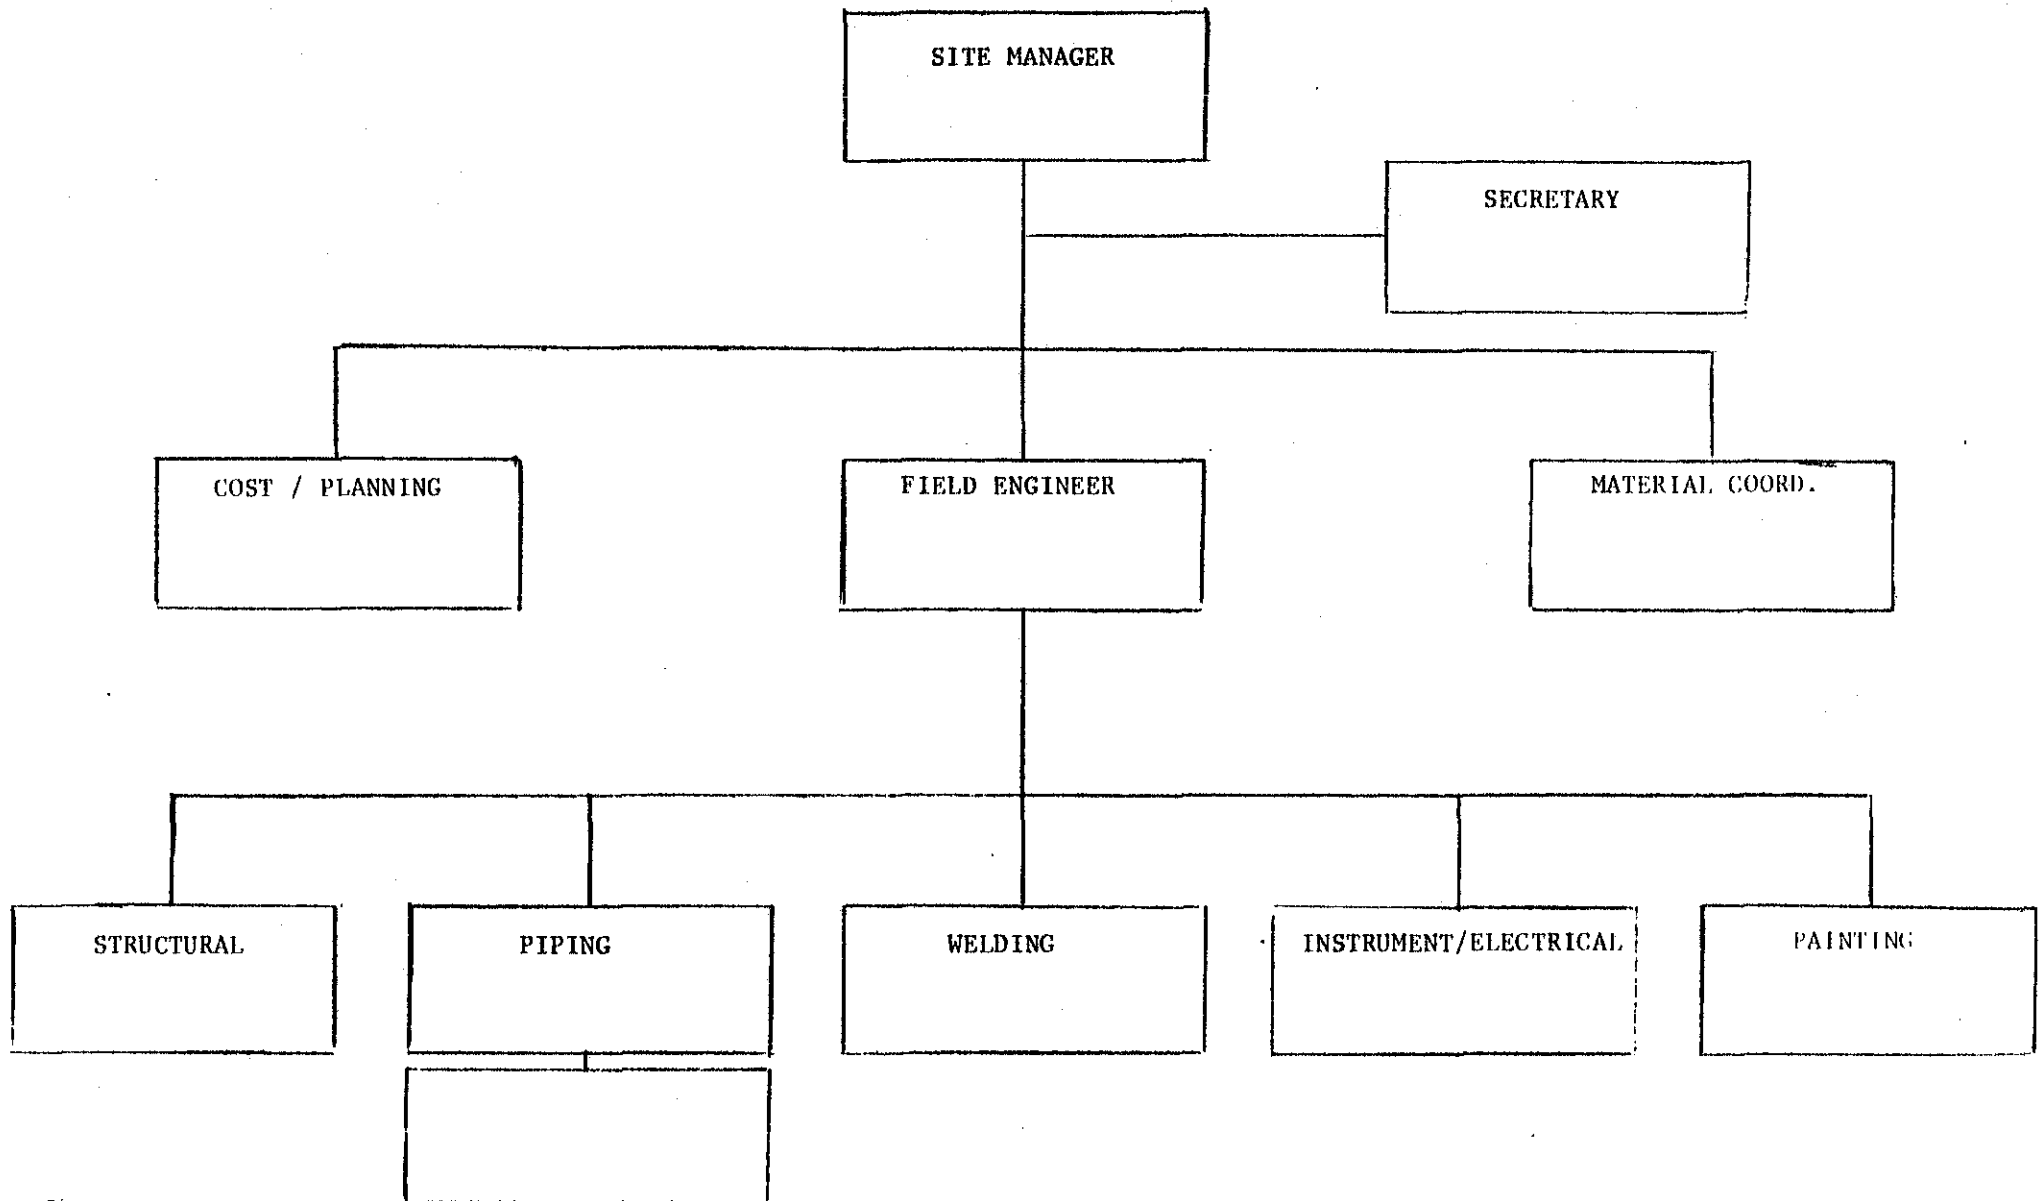 SITE MANAGER
SECRETARY
COST / PLANNING
FIELD ENGINEER
MATERIAL COORD.
STRUCTURAL
PIPING
WELDING
INSTRUMENT/ELECTRICAL
PAINTING